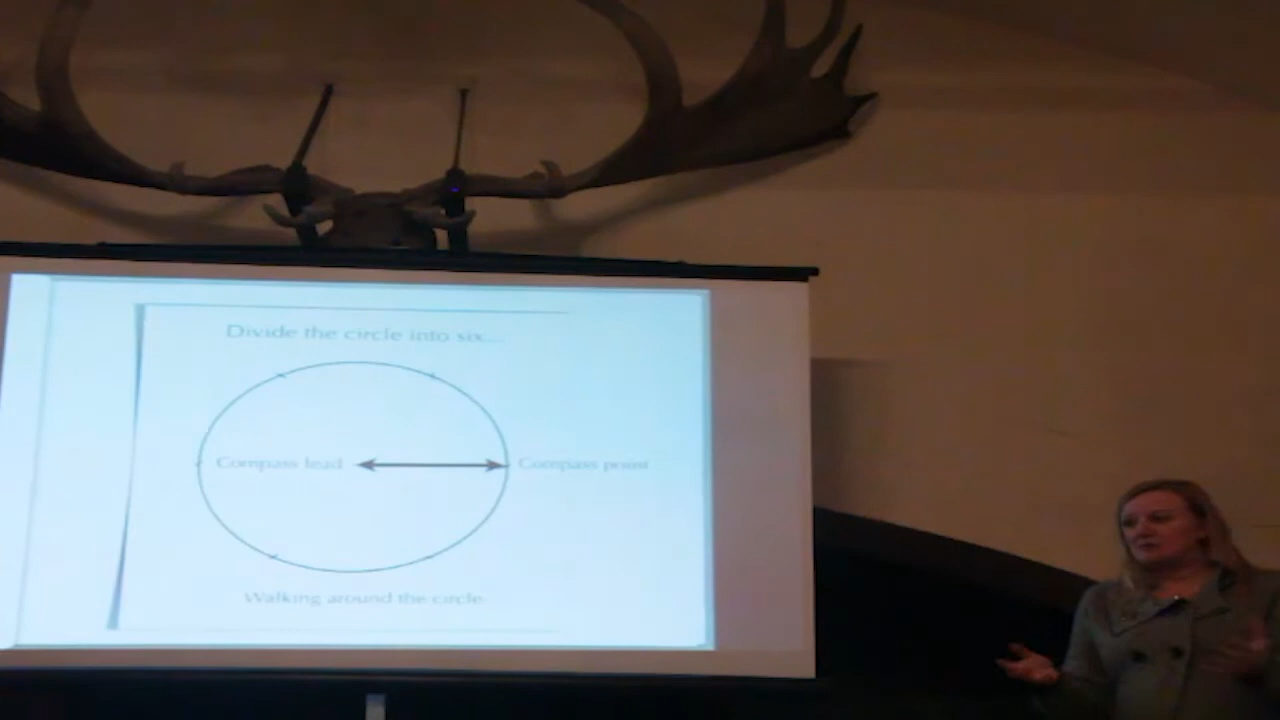 Divide the circle into six...
Compass lead
Compass point
Walking around the circle